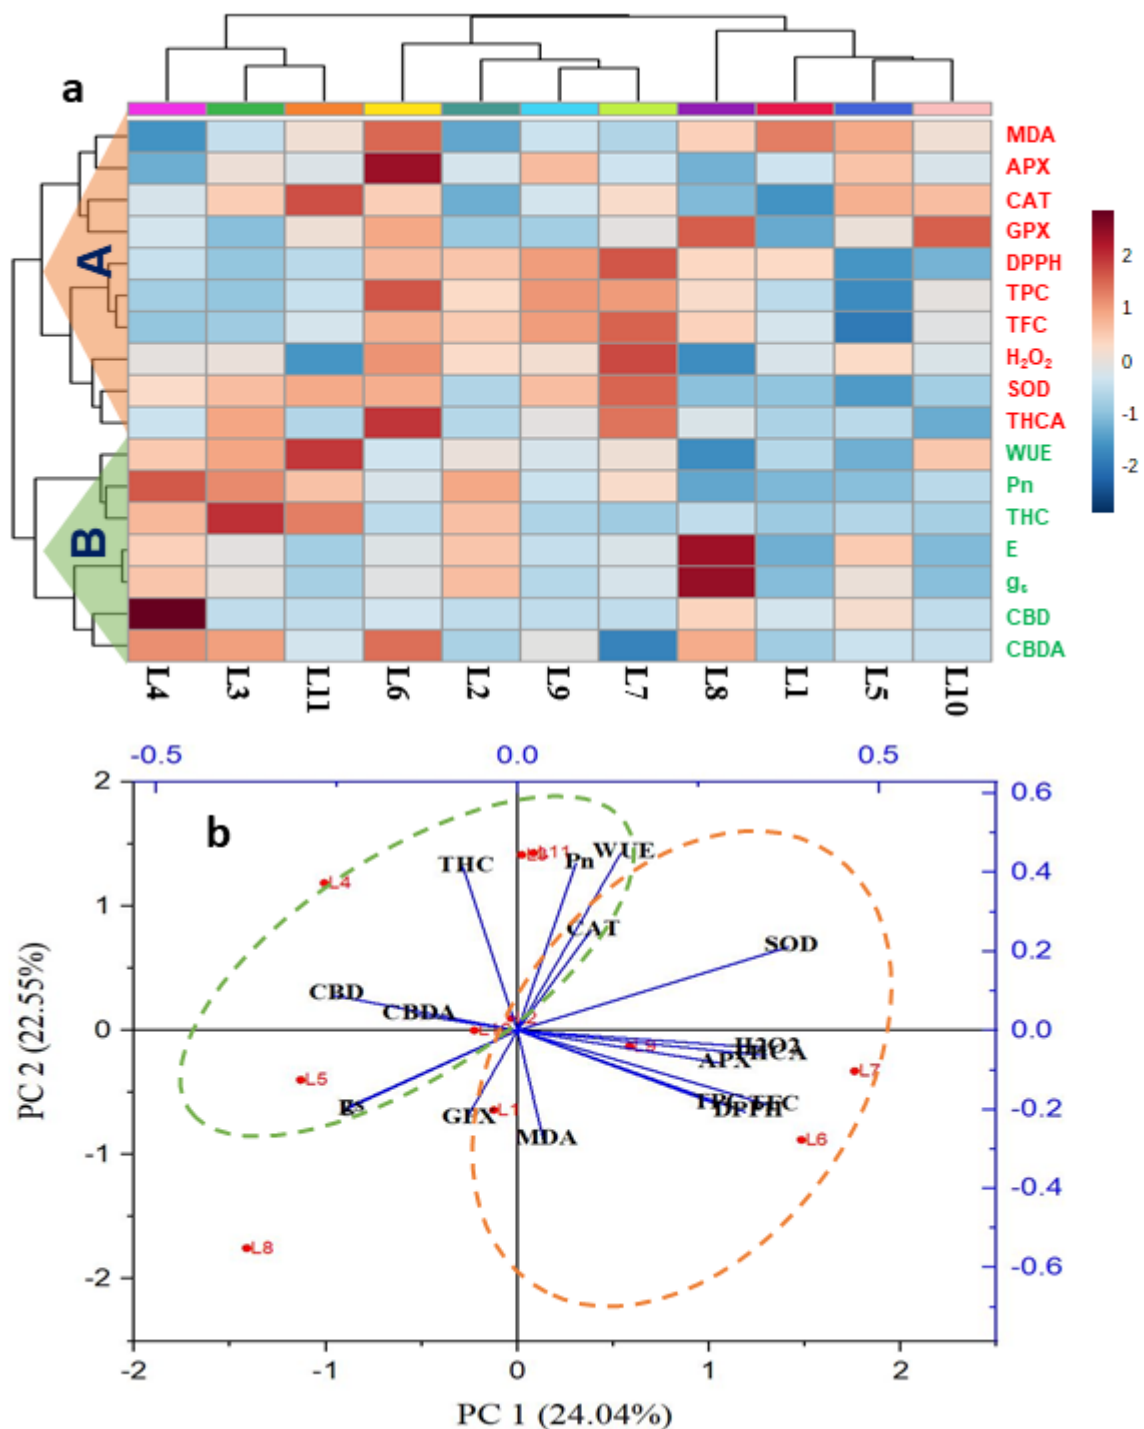 a
MDA
APX
CAT
GPX
DPPH
TPC
TFC
H₂O₂
SOD
THCA
WUE
Pn
THC
E
gₛ
CBD
CBDA
A
B
2
1
0
-1
-2
L4 L3 L11 L6 L2 L9 L7 L8 L1 L5 L10
b
-0.5 0.0 0.5
2
1
0
-1
-2
PC 2 (22.55%)
0.6
0.4
0.2
0.0
-0.2
-0.4
-0.6
THC
L11
Pn
WUE
L4
CAT
SOD
CBD
CBDA
H2O2
L9
APX
L7
L5
GPX
L1
TFC
DPPH
MDA
L6
L8
-2 -1 0 1 2
PC 1 (24.04%)